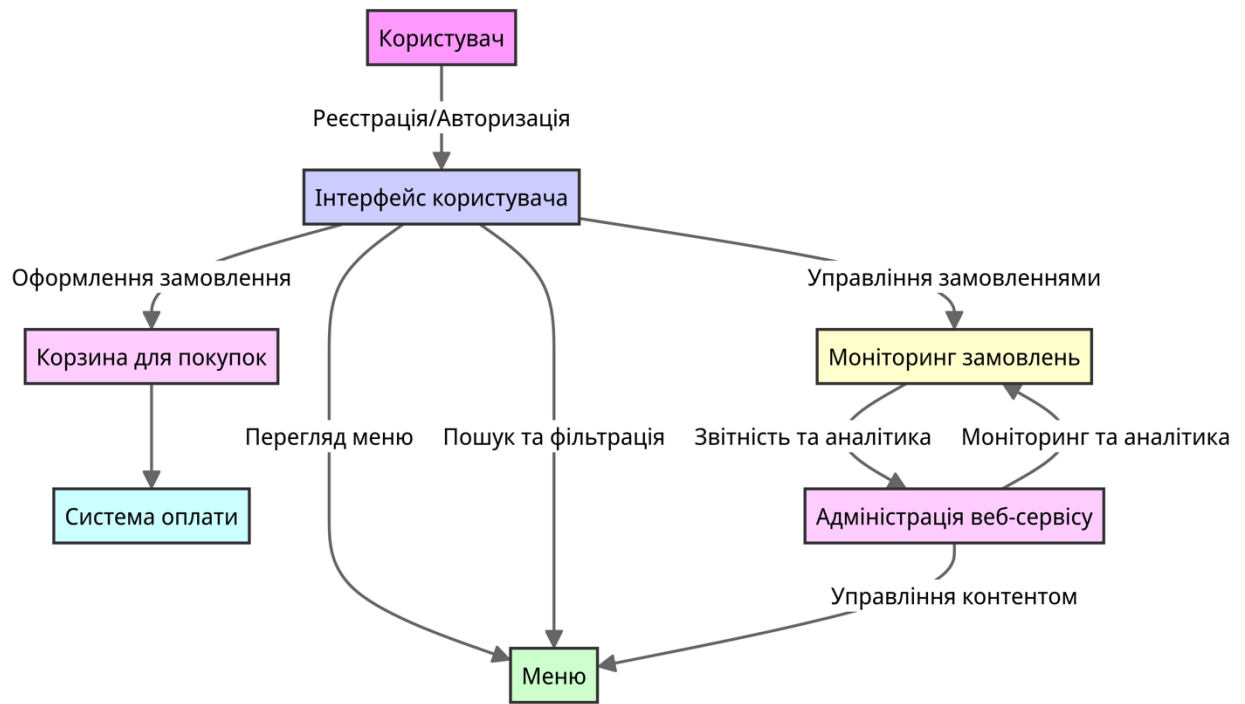 Користувач
Реєстрація/Авторизація
Інтерфейс користувача
Оформлення замовлення
Управління замовленнями
Корзина для покупок
Моніторинг замовлень
Перегляд меню
Пошук та фільтрація
Звітність та аналітика
Моніторинг та аналітика
Система оплати
Адміністрація веб-сервісу
Управління контентом
Меню